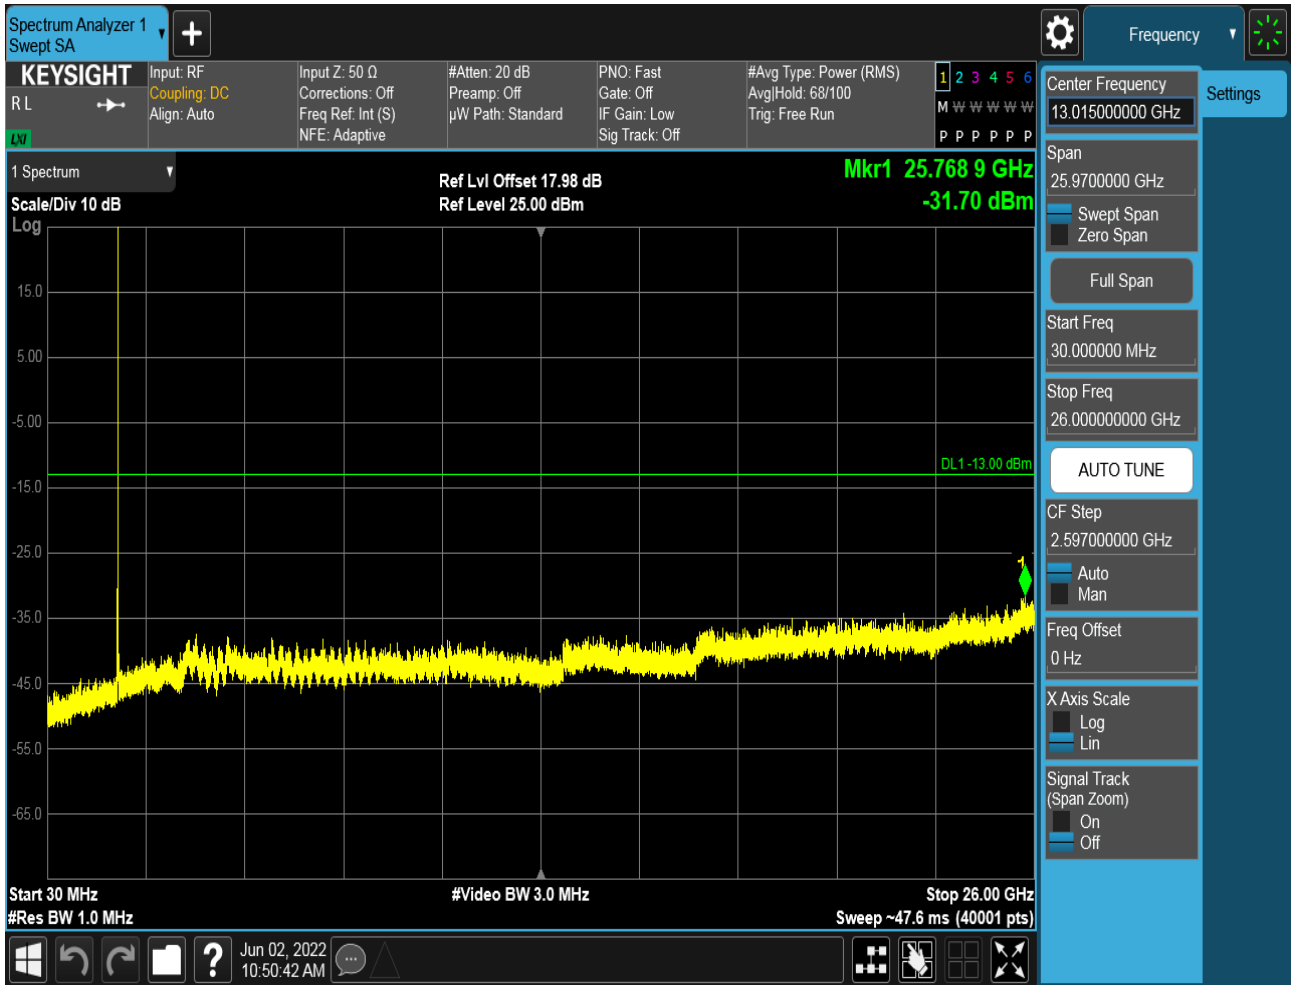 Spectrum Analyzer 1
Swept SA
Frequency
KEYSIGHT
R L
LXI
Input: RF
Coupling: DC
Align: Auto
Input Z: 50 Ω
Corrections: Off
Freq Ref: Int (S)
NFE: Adaptive
#Atten: 20 dB
Preamp: Off
µW Path: Standard
PNO: Fast
Gate: Off
IF Gain: Low
Sig Track: Off
#Avg Type: Power (RMS)
Avg|Hold: 68/100
Trig: Free Run
1 2 3 4 5 6
M W W W W W
P P P P P P
1 Spectrum
Scale/Div 10 dB
Log
Ref Lvl Offset 17.98 dB
Ref Level 25.00 dBm
Mkr1 25.768 9 GHz
-31.70 dBm
15.0
5.00
-5.00
-15.0
-25.0
-35.0
-45.0
-55.0
-65.0
DL1 -13.00 dBm
1
Start 30 MHz
#Res BW 1.0 MHz
#Video BW 3.0 MHz
Stop 26.00 GHz
Sweep ~47.6 ms (40001 pts)
Jun 02, 2022
10:50:42 AM
?
Center Frequency
13.015000000 GHz
Span
25.9700000 GHz
Swept Span
Zero Span
Full Span
Start Freq
30.000000 MHz
Stop Freq
26.000000000 GHz
AUTO TUNE
CF Step
2.597000000 GHz
Auto
Man
Freq Offset
0 Hz
X Axis Scale
Log
Lin
Signal Track
(Span Zoom)
On
Off
Settings